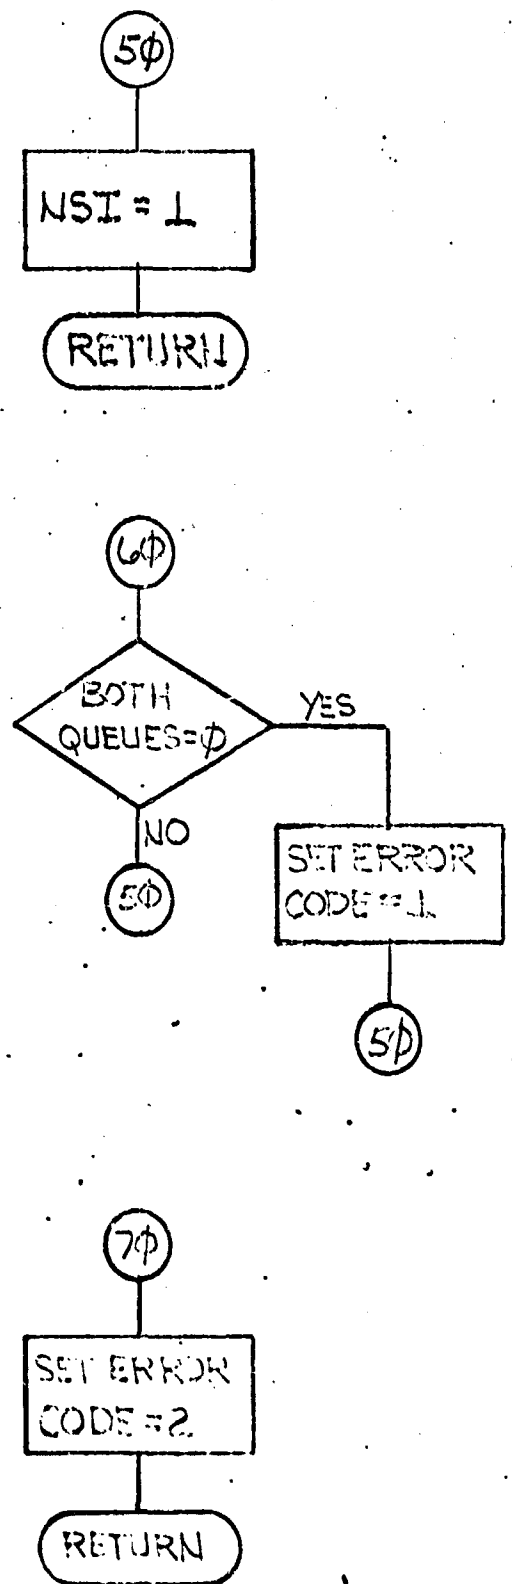 5φ
NSI = 1
RETURN
6φ
BOTH
QUEUES=φ
YES
NO
5φ
SET ERROR
CODE = 1
5φ
7φ
SET ERROR
CODE = 2
RETURN